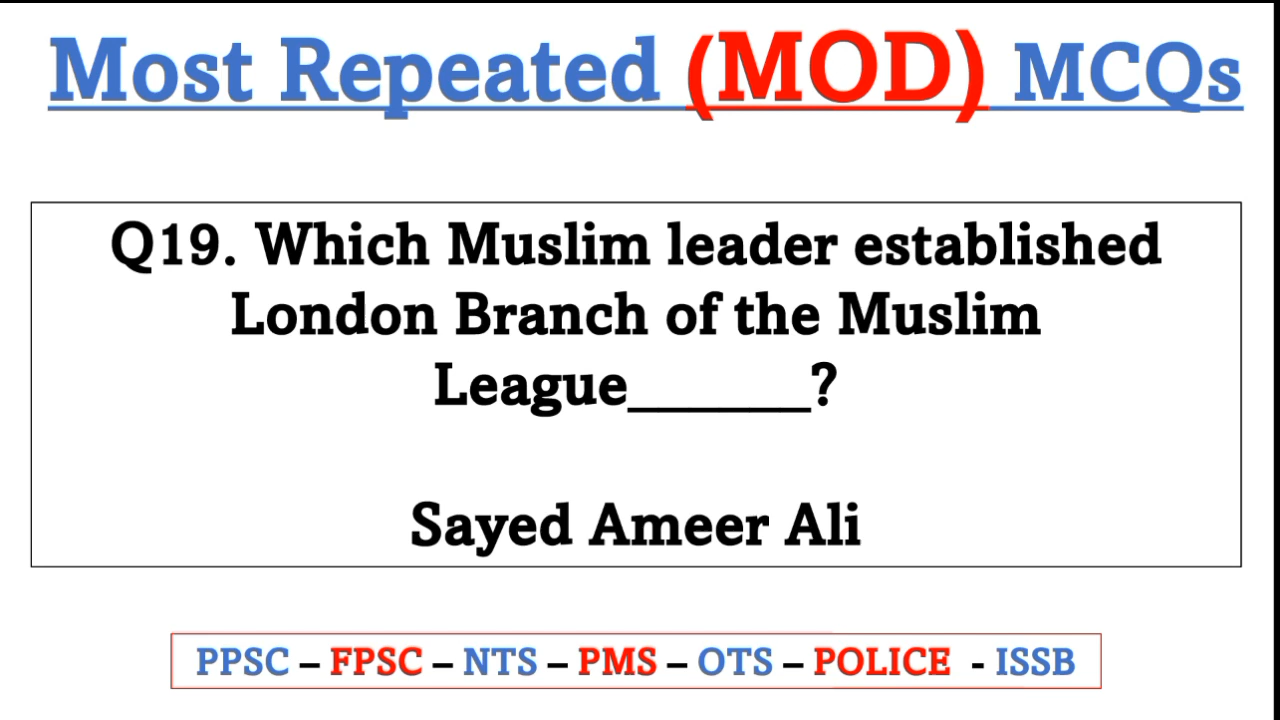 Most Repeated (MOD) MCQs
Q19. Which Muslim leader established
London Branch of the Muslim
League______?
Sayed Ameer Ali
PPSC – FPSC – NTS – PMS – OTS – POLICE - ISSB